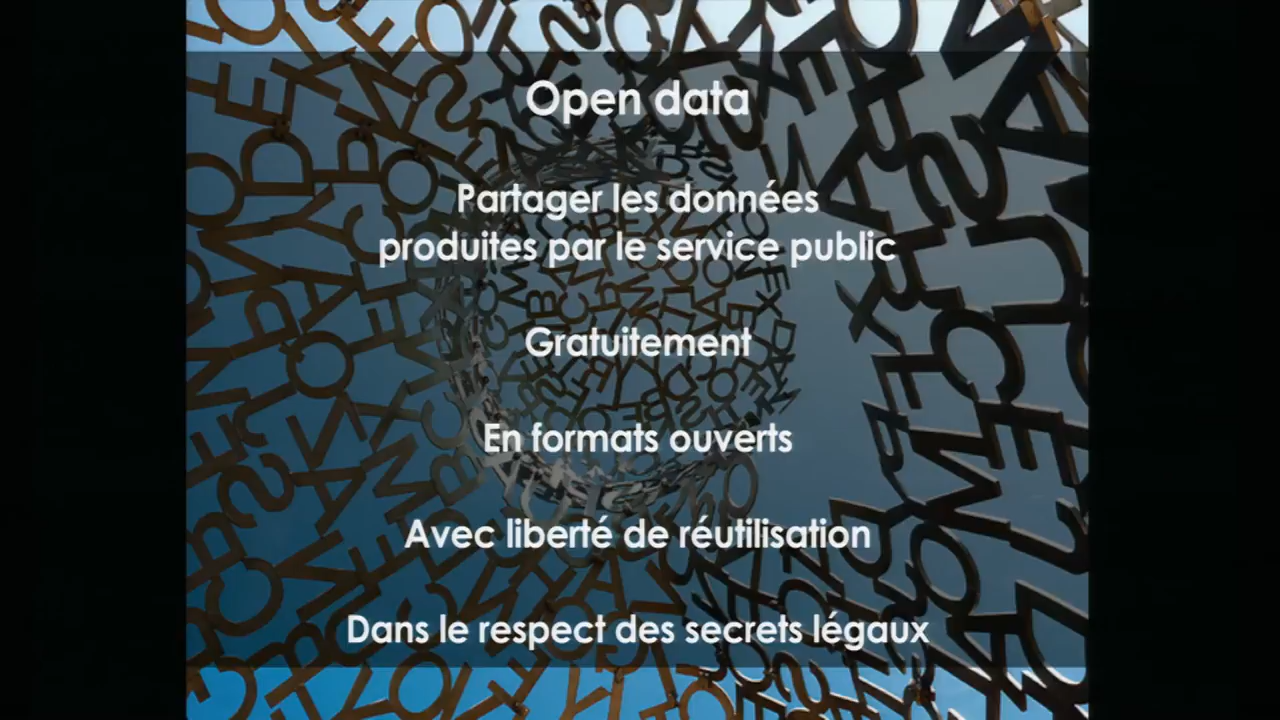 Open data
Partager les données
produites par le service public
Gratuitement
En formats ouverts
Avec liberté de réutilisation
Dans le respect des secrets légaux